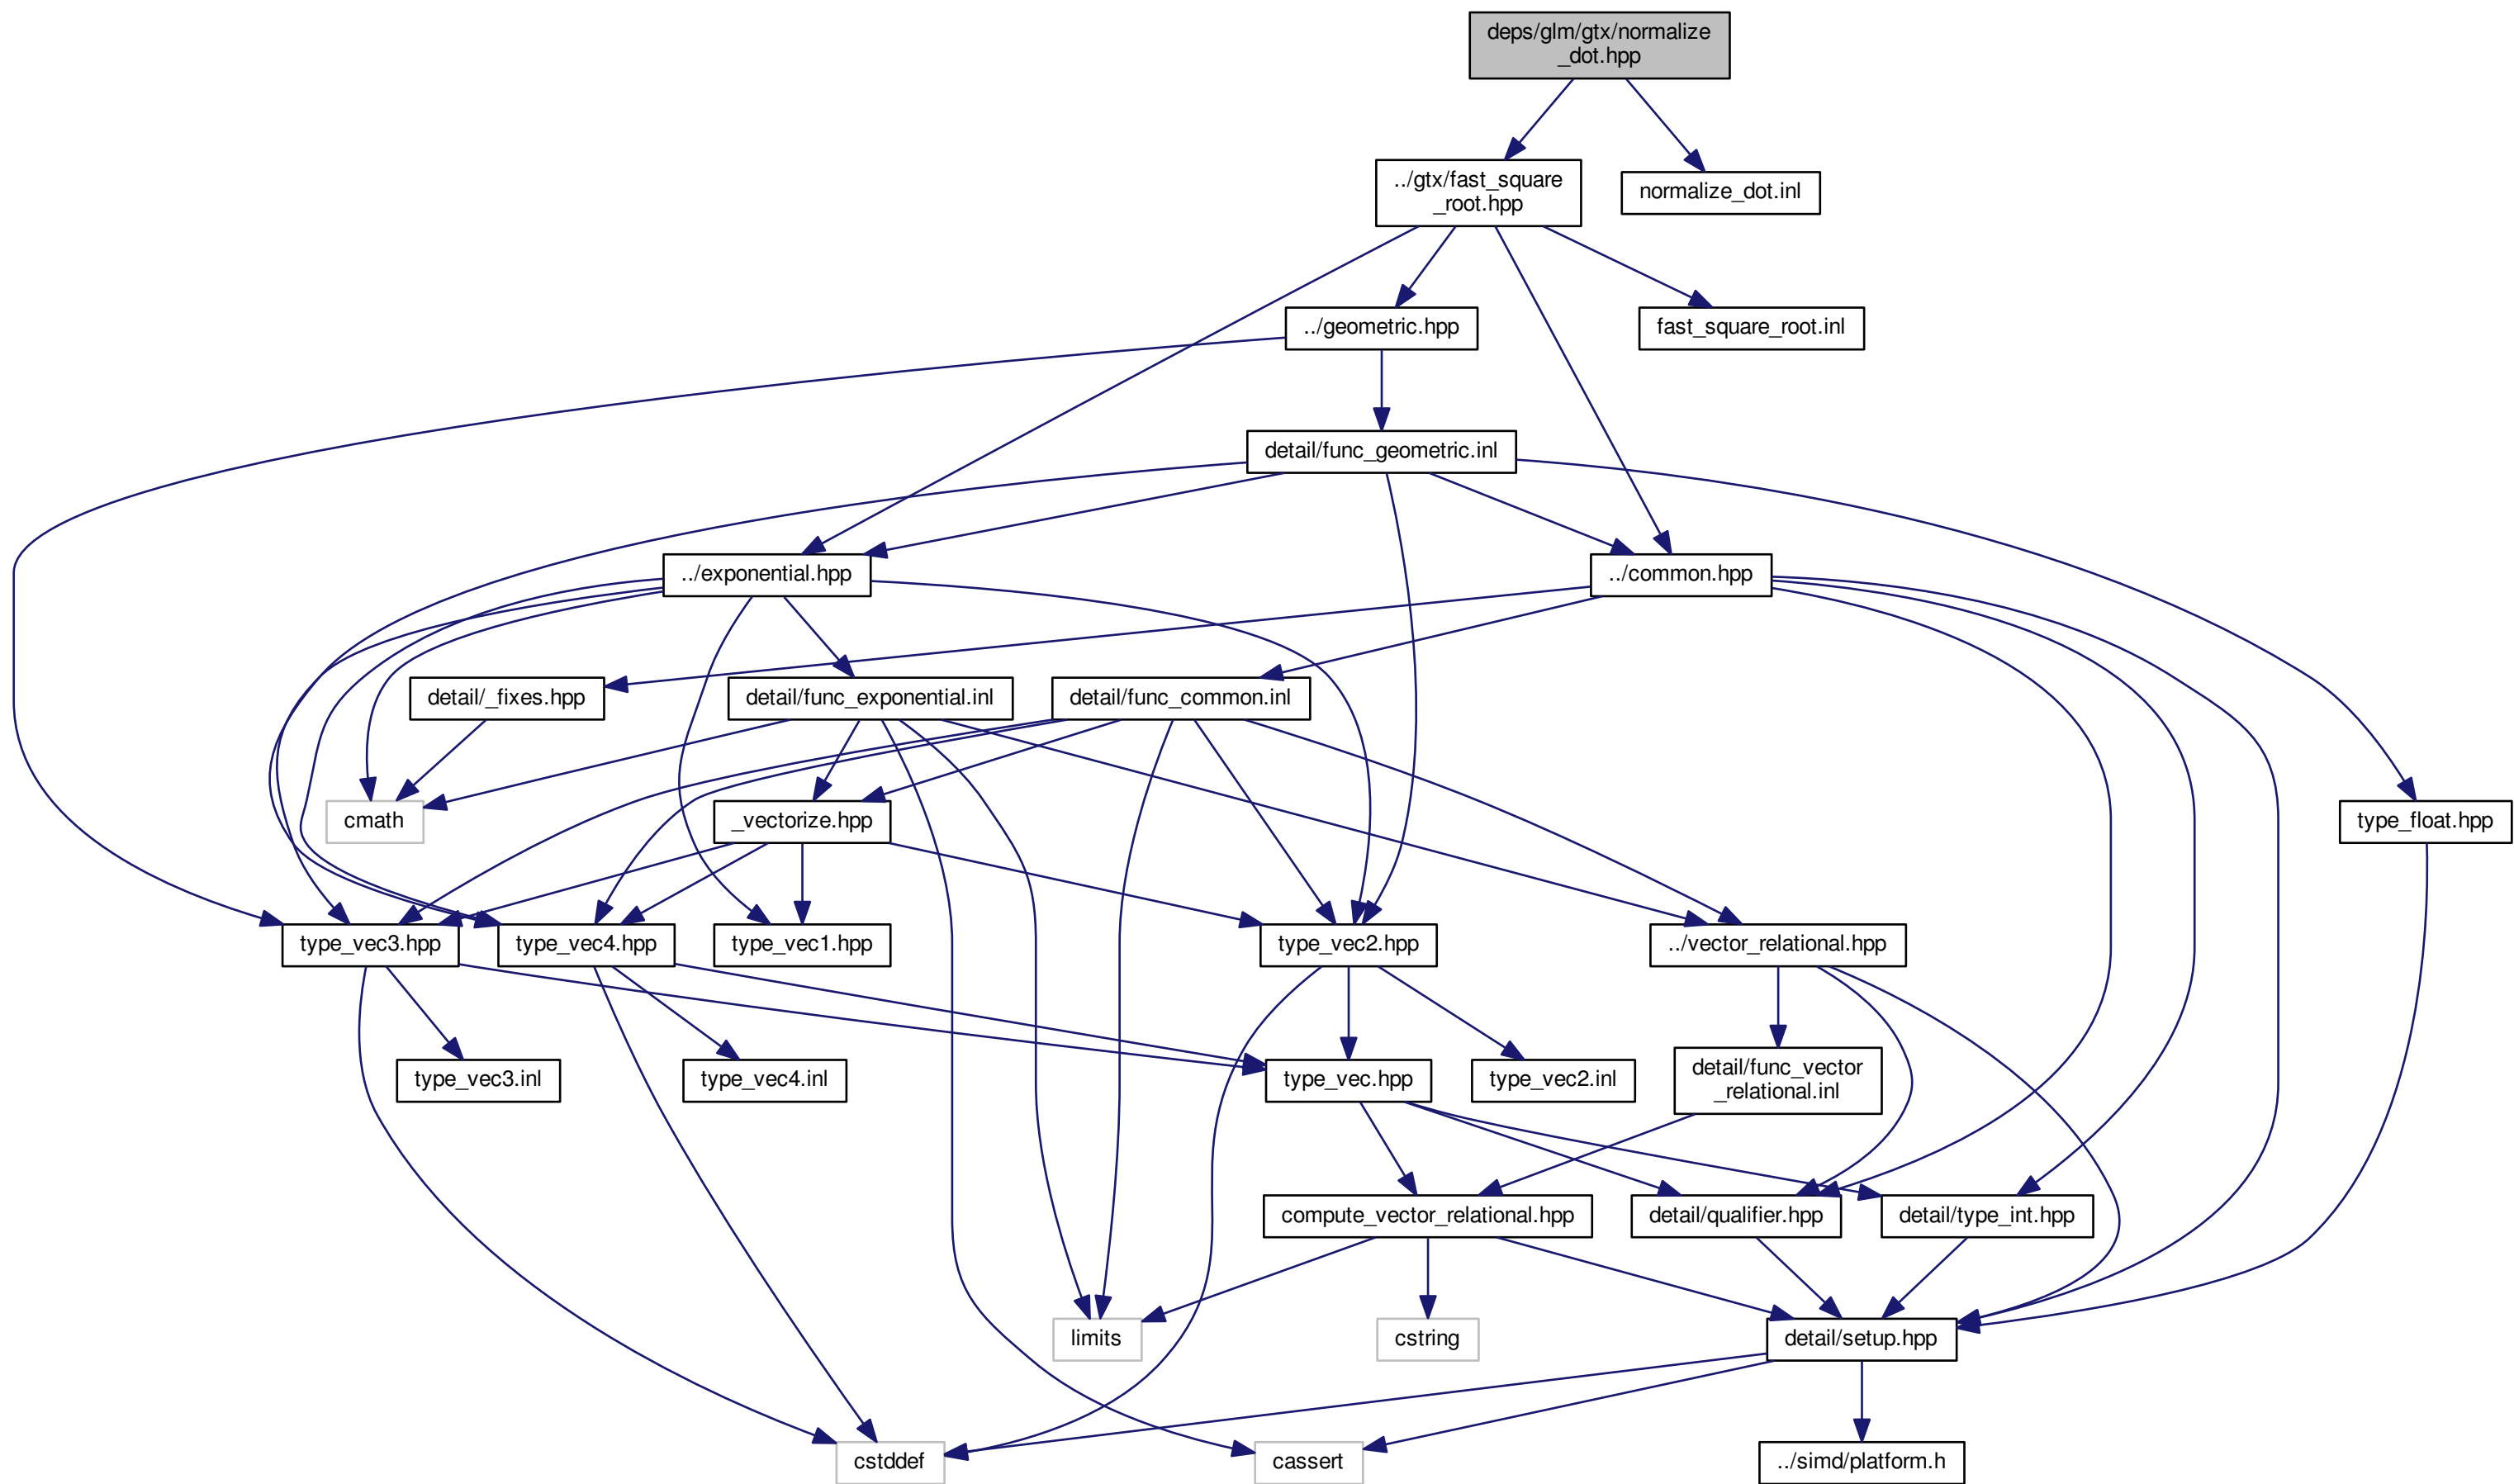 deps/glm/gtx/normalize
_dot.hpp
../gtx/fast_square
_root.hpp
normalize_dot.inl
../geometric.hpp
fast_square_root.inl
detail/func_geometric.inl
../exponential.hpp
../common.hpp
detail/_fixes.hpp
detail/func_exponential.inl
detail/func_common.inl
cmath
_vectorize.hpp
type_float.hpp
type_vec3.hpp
type_vec4.hpp
type_vec1.hpp
type_vec2.hpp
../vector_relational.hpp
type_vec3.inl
type_vec4.inl
type_vec.hpp
type_vec2.inl
detail/func_vector
_relational.inl
compute_vector_relational.hpp
detail/qualifier.hpp
detail/type_int.hpp
limits
cstring
detail/setup.hpp
cstddef
cassert
../simd/platform.h